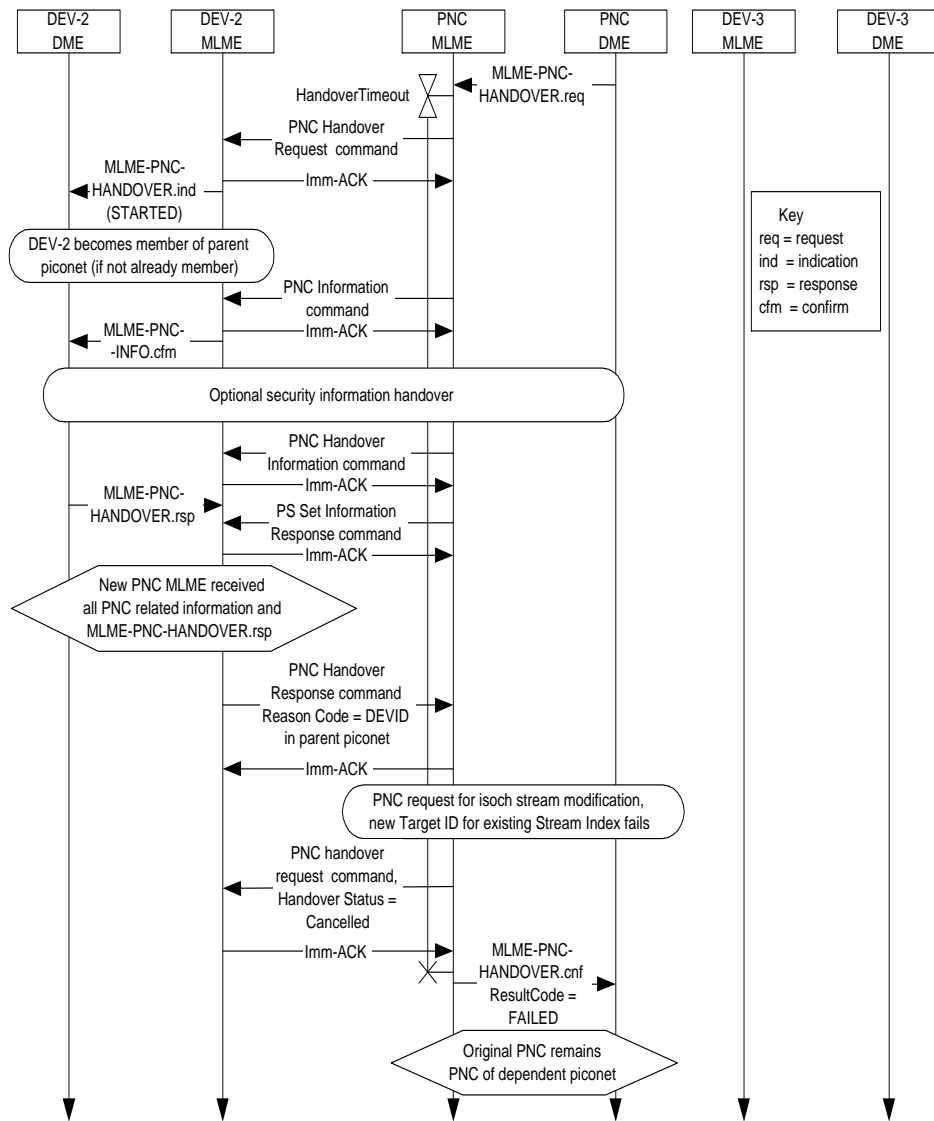 DEV-2
DME
DEV-2
MLME
PNC
MLME
PNC
DME
DEV-3
MLME
DEV-3
DME
MLME-PNC-
HANDOVER.req
HandoverTimeout
PNC Handover
Request command
Imm-ACK
MLME-PNC-
HANDOVER.ind
(STARTED)
Key
req = request
ind = indication
rsp = response
cfm = confirm
DEV-2 becomes member of parent
piconet (if not already member)
PNC Information
command
Imm-ACK
MLME-PNC-
-INFO.cfm
Optional security information handover
PNC Handover
Information command
Imm-ACK
MLME-PNC-
HANDOVER.rsp
PS Set Information
Response command
Imm-ACK
New PNC MLME received
all PNC related information and
MLME-PNC-HANDOVER.rsp
PNC Handover
Response command
Reason Code = DEVID
in parent piconet
Imm-ACK
PNC request for isoch stream modification,
new Target ID for existing Stream Index fails
PNC handover
request command,
Handover Status =
Cancelled
Imm-ACK
MLME-PNC-
HANDOVER.cnf
ResultCode =
FAILED
Original PNC remains
PNC of dependent piconet